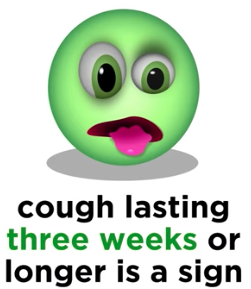 cough lasting
three weeks or
longer is a sign